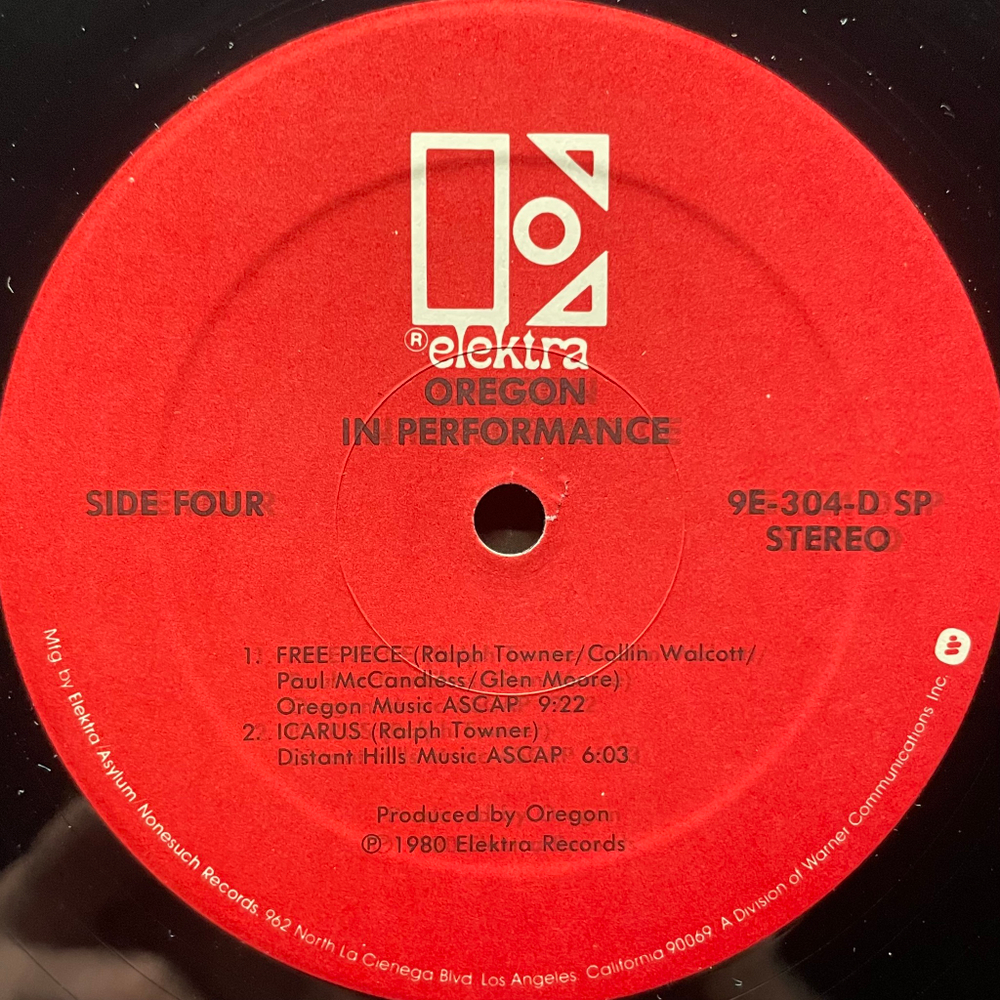 ® elektra
OREGON
IN PERFORMANCE
SIDE FOUR
9E-304-D SP
STEREO
1. FREE PIECE (Ralph Towner/Collin Walcott/
Paul McCandless/Glen Moore)
Oregon Music ASCAP 9:22
2. ICARUS (Ralph Towner)
Distant Hills Music ASCAP 6:03
Produced by Oregon
℗ 1980 Elektra Records
Mfg by Elektra/Asylum/Nonesuch Records. 962 North La Cienega Blvd Los Angeles California 90069 A Division of Warner Communications Inc.